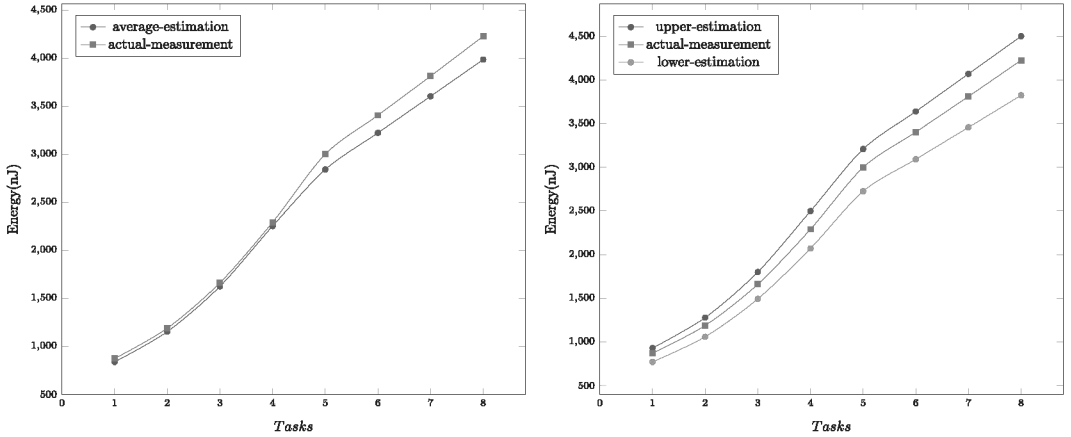 4,500
4,000
3,500
3,000
2,500
2,000
1,500
1,000
500
Energy(nJ)
average-estimation
actual-measurement
0 1 2 3 4 5 6 7 8
Tasks
4,500
4,000
3,500
3,000
2,500
2,000
1,500
1,000
500
Energy(nJ)
upper-estimation
actual-measurement
lower-estimation
0 1 2 3 4 5 6 7 8
Tasks